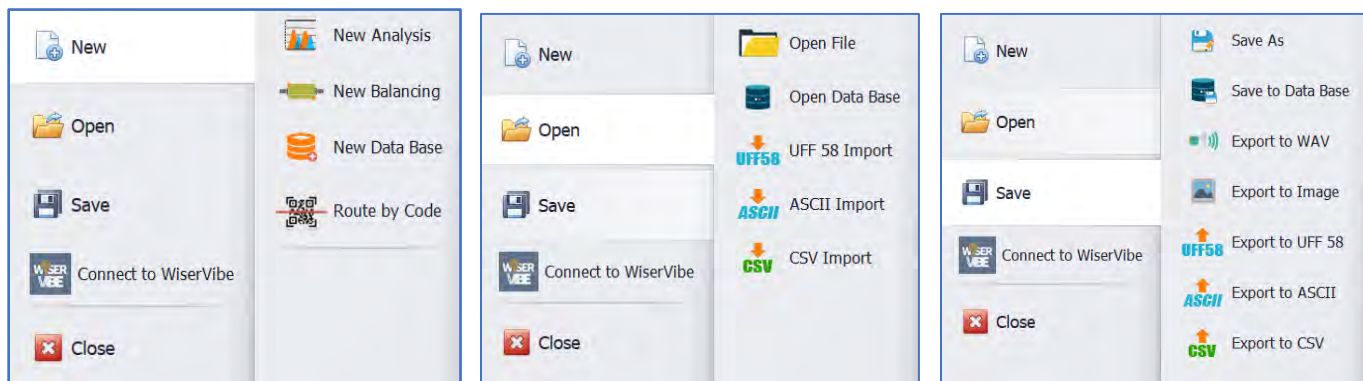 New
Open
Save
WISER
VIBE
Connect to WiserVibe
Close
New Analysis
New Balancing
New Data Base
Route by Code
New
Open
Save
WISER
VIBE
Connect to WiserVibe
Close
Open File
Open Data Base
UFF58
UFF 58 Import
ASCII
ASCII Import
CSV
CSV Import
New
Open
Save
WISER
VIBE
Connect to WiserVibe
Close
Save As
Save to Data Base
Export to WAV
Export to Image
UFF58
Export to UFF 58
ASCII
Export to ASCII
CSV
Export to CSV